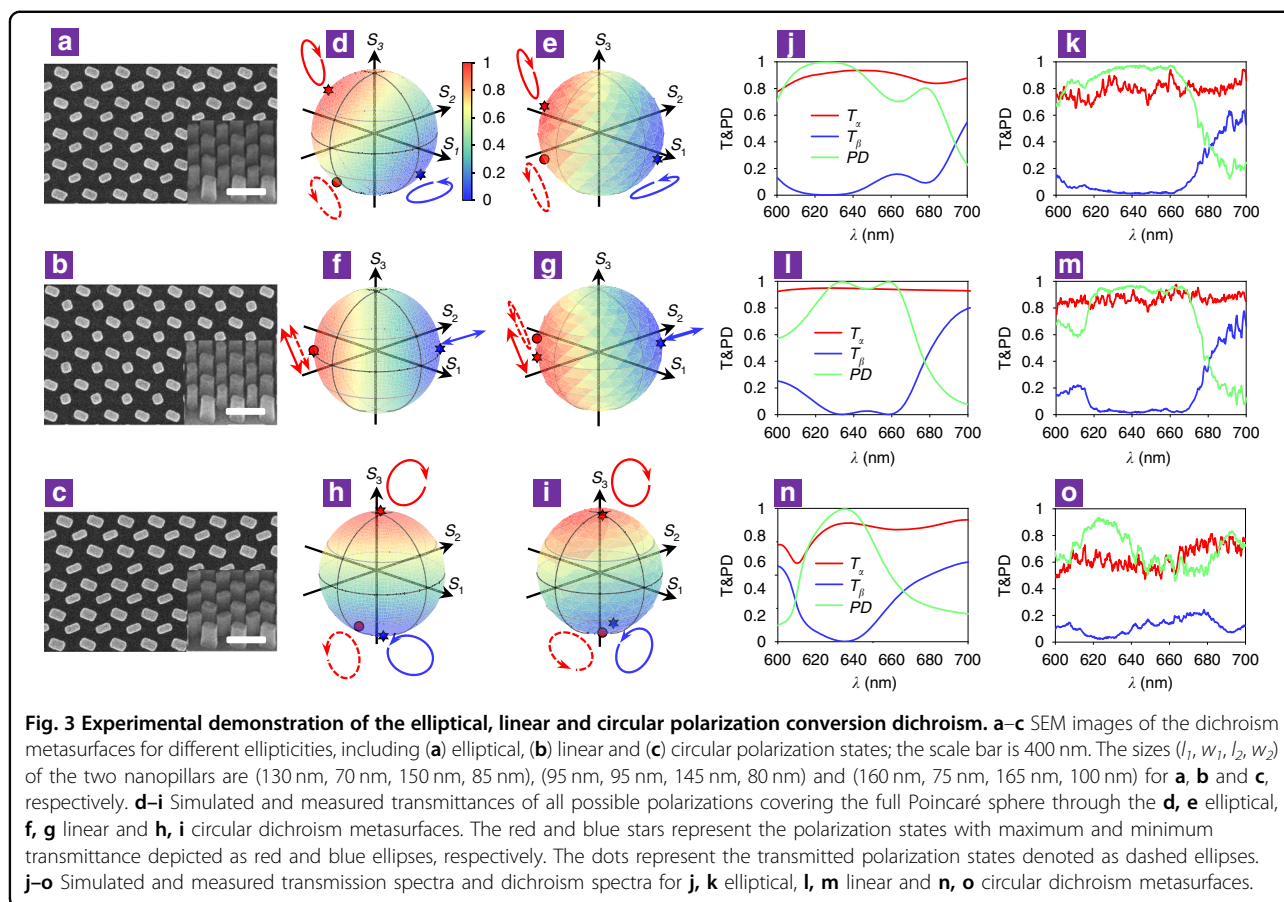 a
d
e
j
k
S3
S2
S1
1
0.8
0.6
0.4
0.2
0
S3
S2
S1
T&PD
1
0.8
0.6
0.4
0.2
0
Tα
Tβ
PD
600 620 640 660 680 700
λ (nm)
T&PD
1
0.8
0.6
0.4
0.2
0
600 620 640 660 680 700
λ (nm)
b
f
g
l
m
S3
S2
S1
S3
S2
S1
T&PD
1
0.8
0.6
0.4
0.2
0
Tα
Tβ
PD
600 620 640 660 680 700
λ (nm)
T&PD
1
0.8
0.6
0.4
0.2
0
600 620 640 660 680 700
λ (nm)
c
h
i
n
o
S3
S2
S1
S3
S2
S1
T&PD
1
0.8
0.6
0.4
0.2
0
Tα
Tβ
PD
600 620 640 660 680 700
λ (nm)
T&PD
1
0.8
0.6
0.4
0.2
0
600 620 640 660 680 700
λ (nm)
Fig. 3 Experimental demonstration of the elliptical, linear and circular polarization conversion dichroism. a–c SEM images of the dichroism
metasurfaces for different ellipticities, including (a) elliptical, (b) linear and (c) circular polarization states; the scale bar is 400 nm. The sizes (l1, w1, l2, w2)
of the two nanopillars are (130 nm, 70 nm, 150 nm, 85 nm), (95 nm, 95 nm, 145 nm, 80 nm) and (160 nm, 75 nm, 165 nm, 100 nm) for a, b and c,
respectively. d–i Simulated and measured transmittances of all possible polarizations covering the full Poincaré sphere through the d, e elliptical,
f, g linear and h, i circular dichroism metasurfaces. The red and blue stars represent the polarization states with maximum and minimum
transmittance depicted as red and blue ellipses, respectively. The dots represent the transmitted polarization states denoted as dashed ellipses.
j–o Simulated and measured transmission spectra and dichroism spectra for j, k elliptical, l, m linear and n, o circular dichroism metasurfaces.